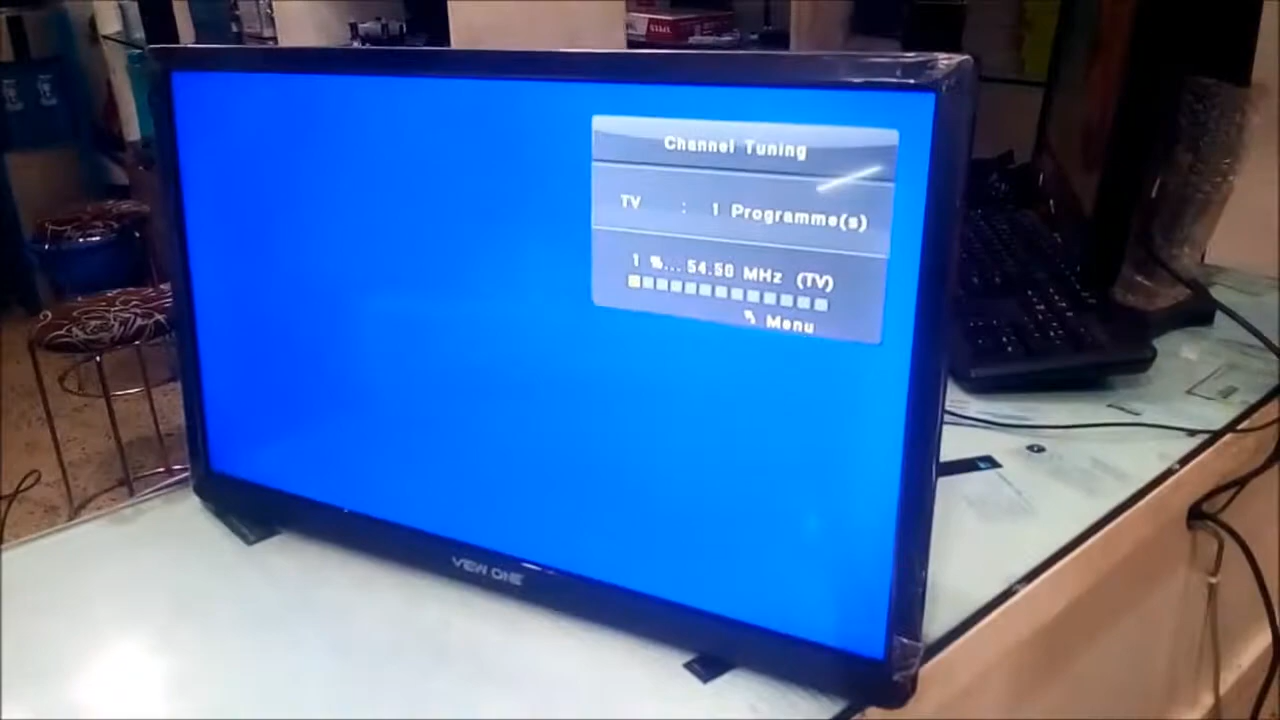 Channel Tuning
TV : 1 Programme(s)
1 %... 54.50 MHz (TV)
Menu
VIEW ONE